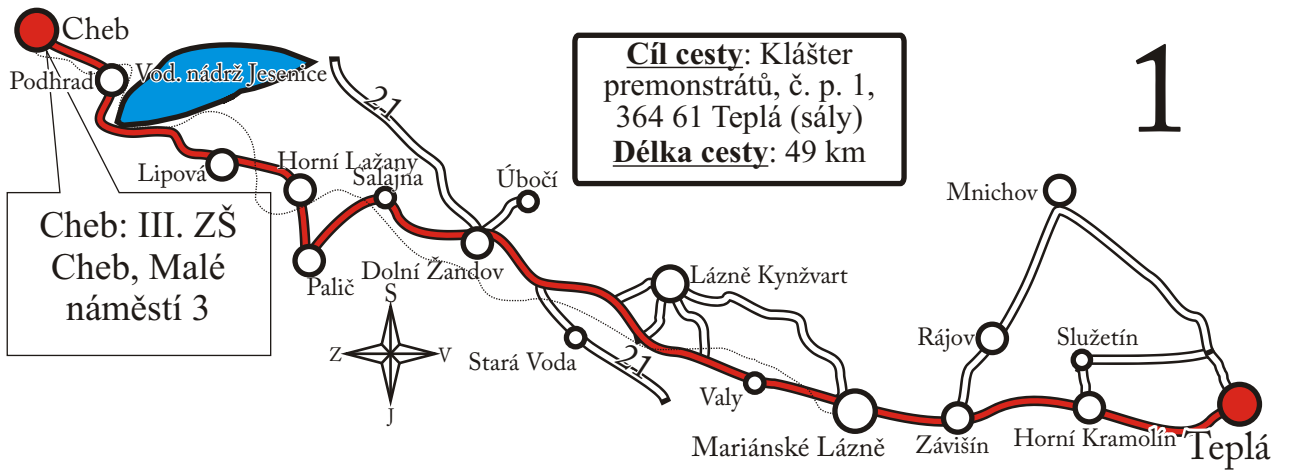 Cheb
Podhrad
Vod. nádrž Jesenice
21
Cíl cesty: Klášter
premonstrátů, č. p. 1,
364 61 Teplá (sály)
Délka cesty: 49 km
1
Lipová
Horní Lažany
Salajna
Úbočí
Mnichov
Cheb: III. ZŠ
Cheb, Malé
náměstí 3
Palič
Dolní Žandov
Lázně Kynžvart
S
Z
V
J
Stará Voda
21
Rájov
Služetín
Valy
Mariánské Lázně
Závišín
Horní Kramolín
Teplá